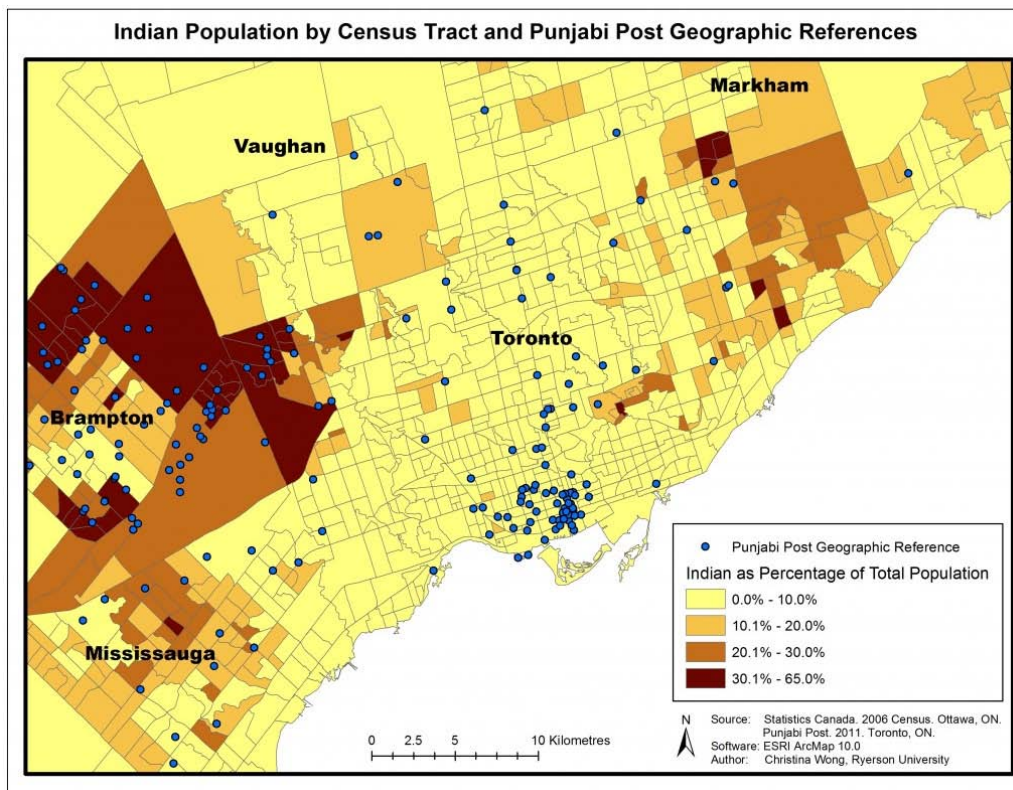 Indian Population by Census Tract and Punjabi Post Geographic References
Markham
Vaughan
Toronto
Brampton
Mississauga
Punjabi Post Geographic Reference
Indian as Percentage of Total Population
0.0% - 10.0%
10.1% - 20.0%
20.1% - 30.0%
30.1% - 65.0%
0 2.5 5 10 Kilometres
N
Source: Statistics Canada. 2006 Census. Ottawa, ON.
Punjabi Post. 2011. Toronto, ON.
Software: ESRI ArcMap 10.0
Author: Christina Wong, Ryerson University